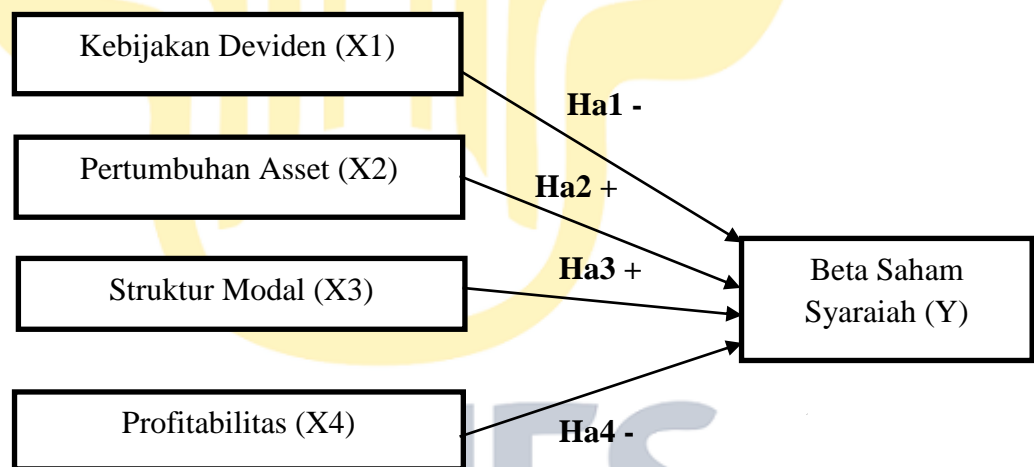 Kebijakan Deviden (X1)
Ha1 -
Pertumbuhan Asset (X2)
Ha2 +
Ha3 +
Struktur Modal (X3)
Beta Saham
Syaraiah (Y)
Profitabilitas (X4)
Ha4 -